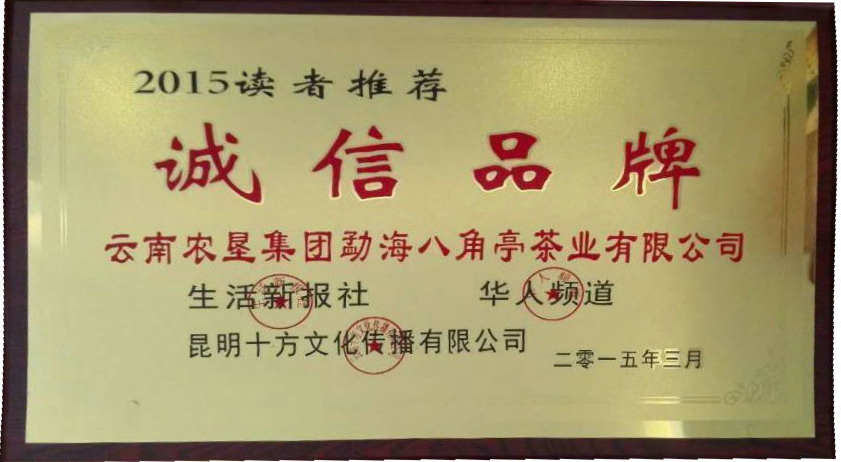 2015读者推荐
诚信品牌
云南农垦集团勐海八角亭茶业有限公司
生活新报社 华人频道
昆明十方文化传播有限公司 二零一五年三月